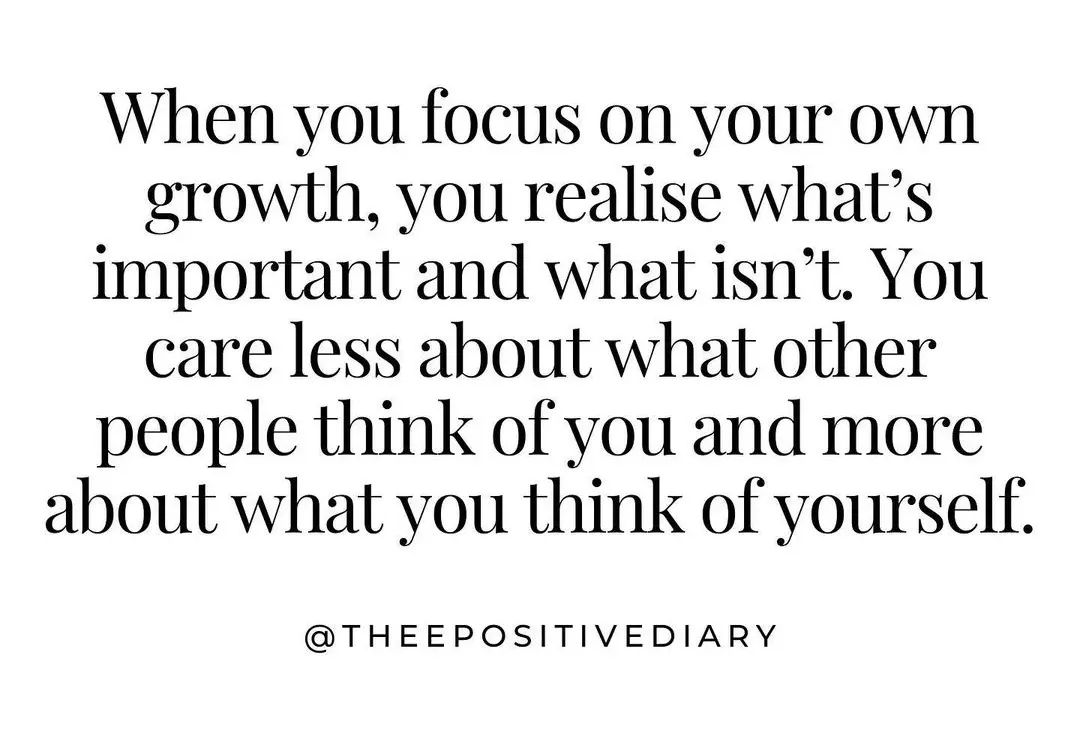 When you focus on your own
growth, you realise what’s
important and what isn’t. You
care less about what other
people think of you and more
about what you think of yourself.
@THEEPOSITIVEDIARY